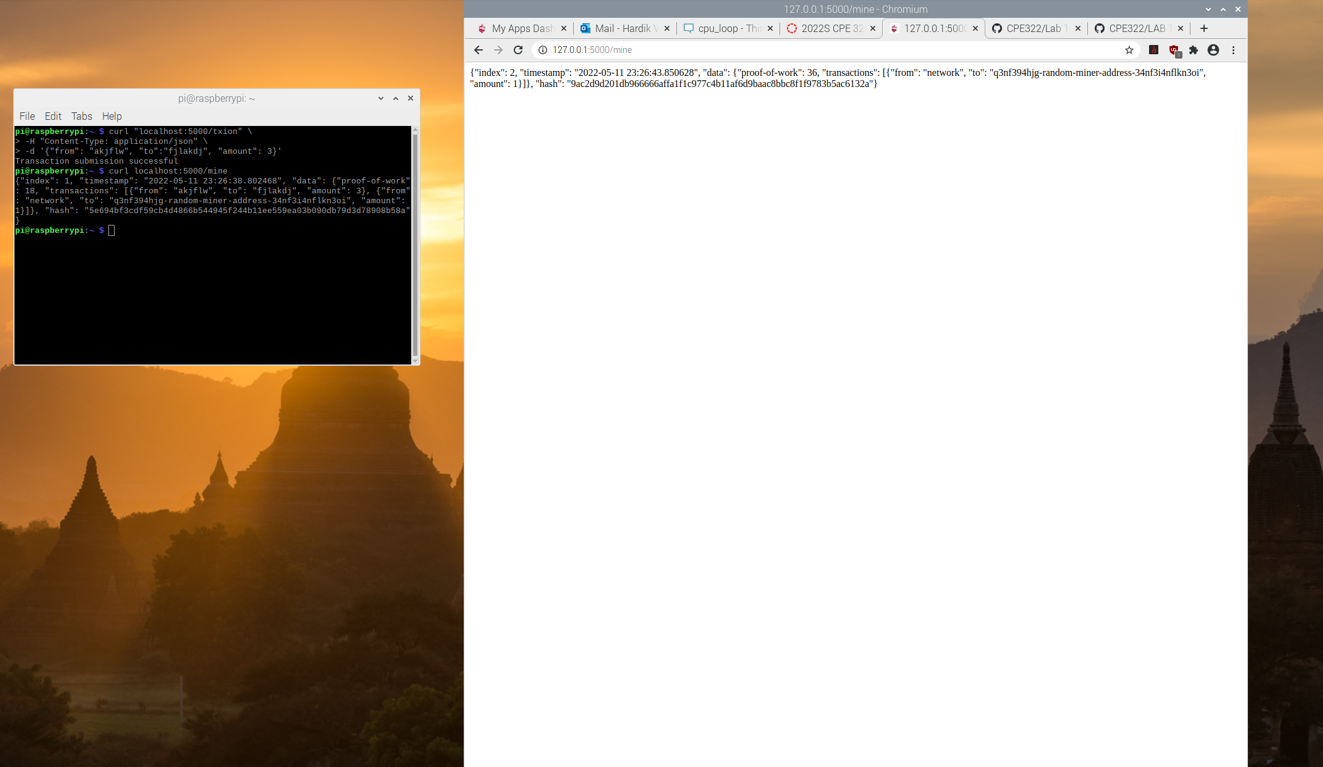 pi@raspberrypi: ~
File Edit Tabs Help
pi@raspberrypi:~ $ curl "localhost:5000/txion" \
> -H "Content-Type: application/json" \
> -d '{"from": "akjflw", "to":"fjlakdj", "amount": 3}'
Transaction submission successful
pi@raspberrypi:~ $ curl localhost:5000/mine
{"index": 1, "timestamp": "2022-05-11 23:26:38.802468", "data": {"proof-of-work"
: 18, "transactions": [{"from": "akjflw", "to": "fjlakdj", "amount": 3}, {"from"
: "network", "to": "q3nf394hjg-random-miner-address-34nf3i4nflkn3oi", "amount":
1}]}, "hash": "5e694bf3cdf59cb4d4866b544945f244b11ee559ea03b090db79d3d78908b58a"
}
pi@raspberrypi:~ $
127.0.0.1:5000/mine - Chromium
My Apps Dash
Mail - Hardik
cpu_loop - Thi
2022S CPE 32
127.0.0.1:5000
CPE322/Lab
CPE322/LAB
127.0.0.1:5000/mine
{"index": 2, "timestamp": "2022-05-11 23:26:43.850628", "data": {"proof-of-work": 36, "transactions": [{"from": "network", "to": "q3nf394hjg-random-miner-address-34nf3i4nflkn3oi",
"amount": 1}]}, "hash": "9ac2d9d201db966666affa1f1c977c4b11af6d9baac8bbc8f1f9783b5ac6132a"}